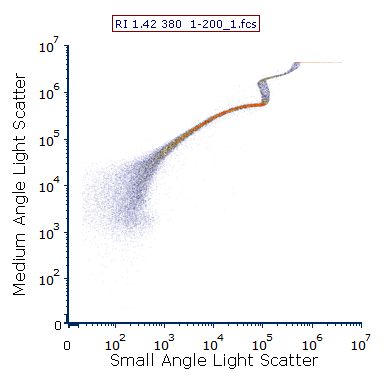 RI 1.42 380 1-200_1.fcs
Medium Angle Light Scatter
10^7
10^6
10^5
10^4
10^3
10^2
0
0 10^2 10^3 10^4 10^5 10^6 10^7
Small Angle Light Scatter